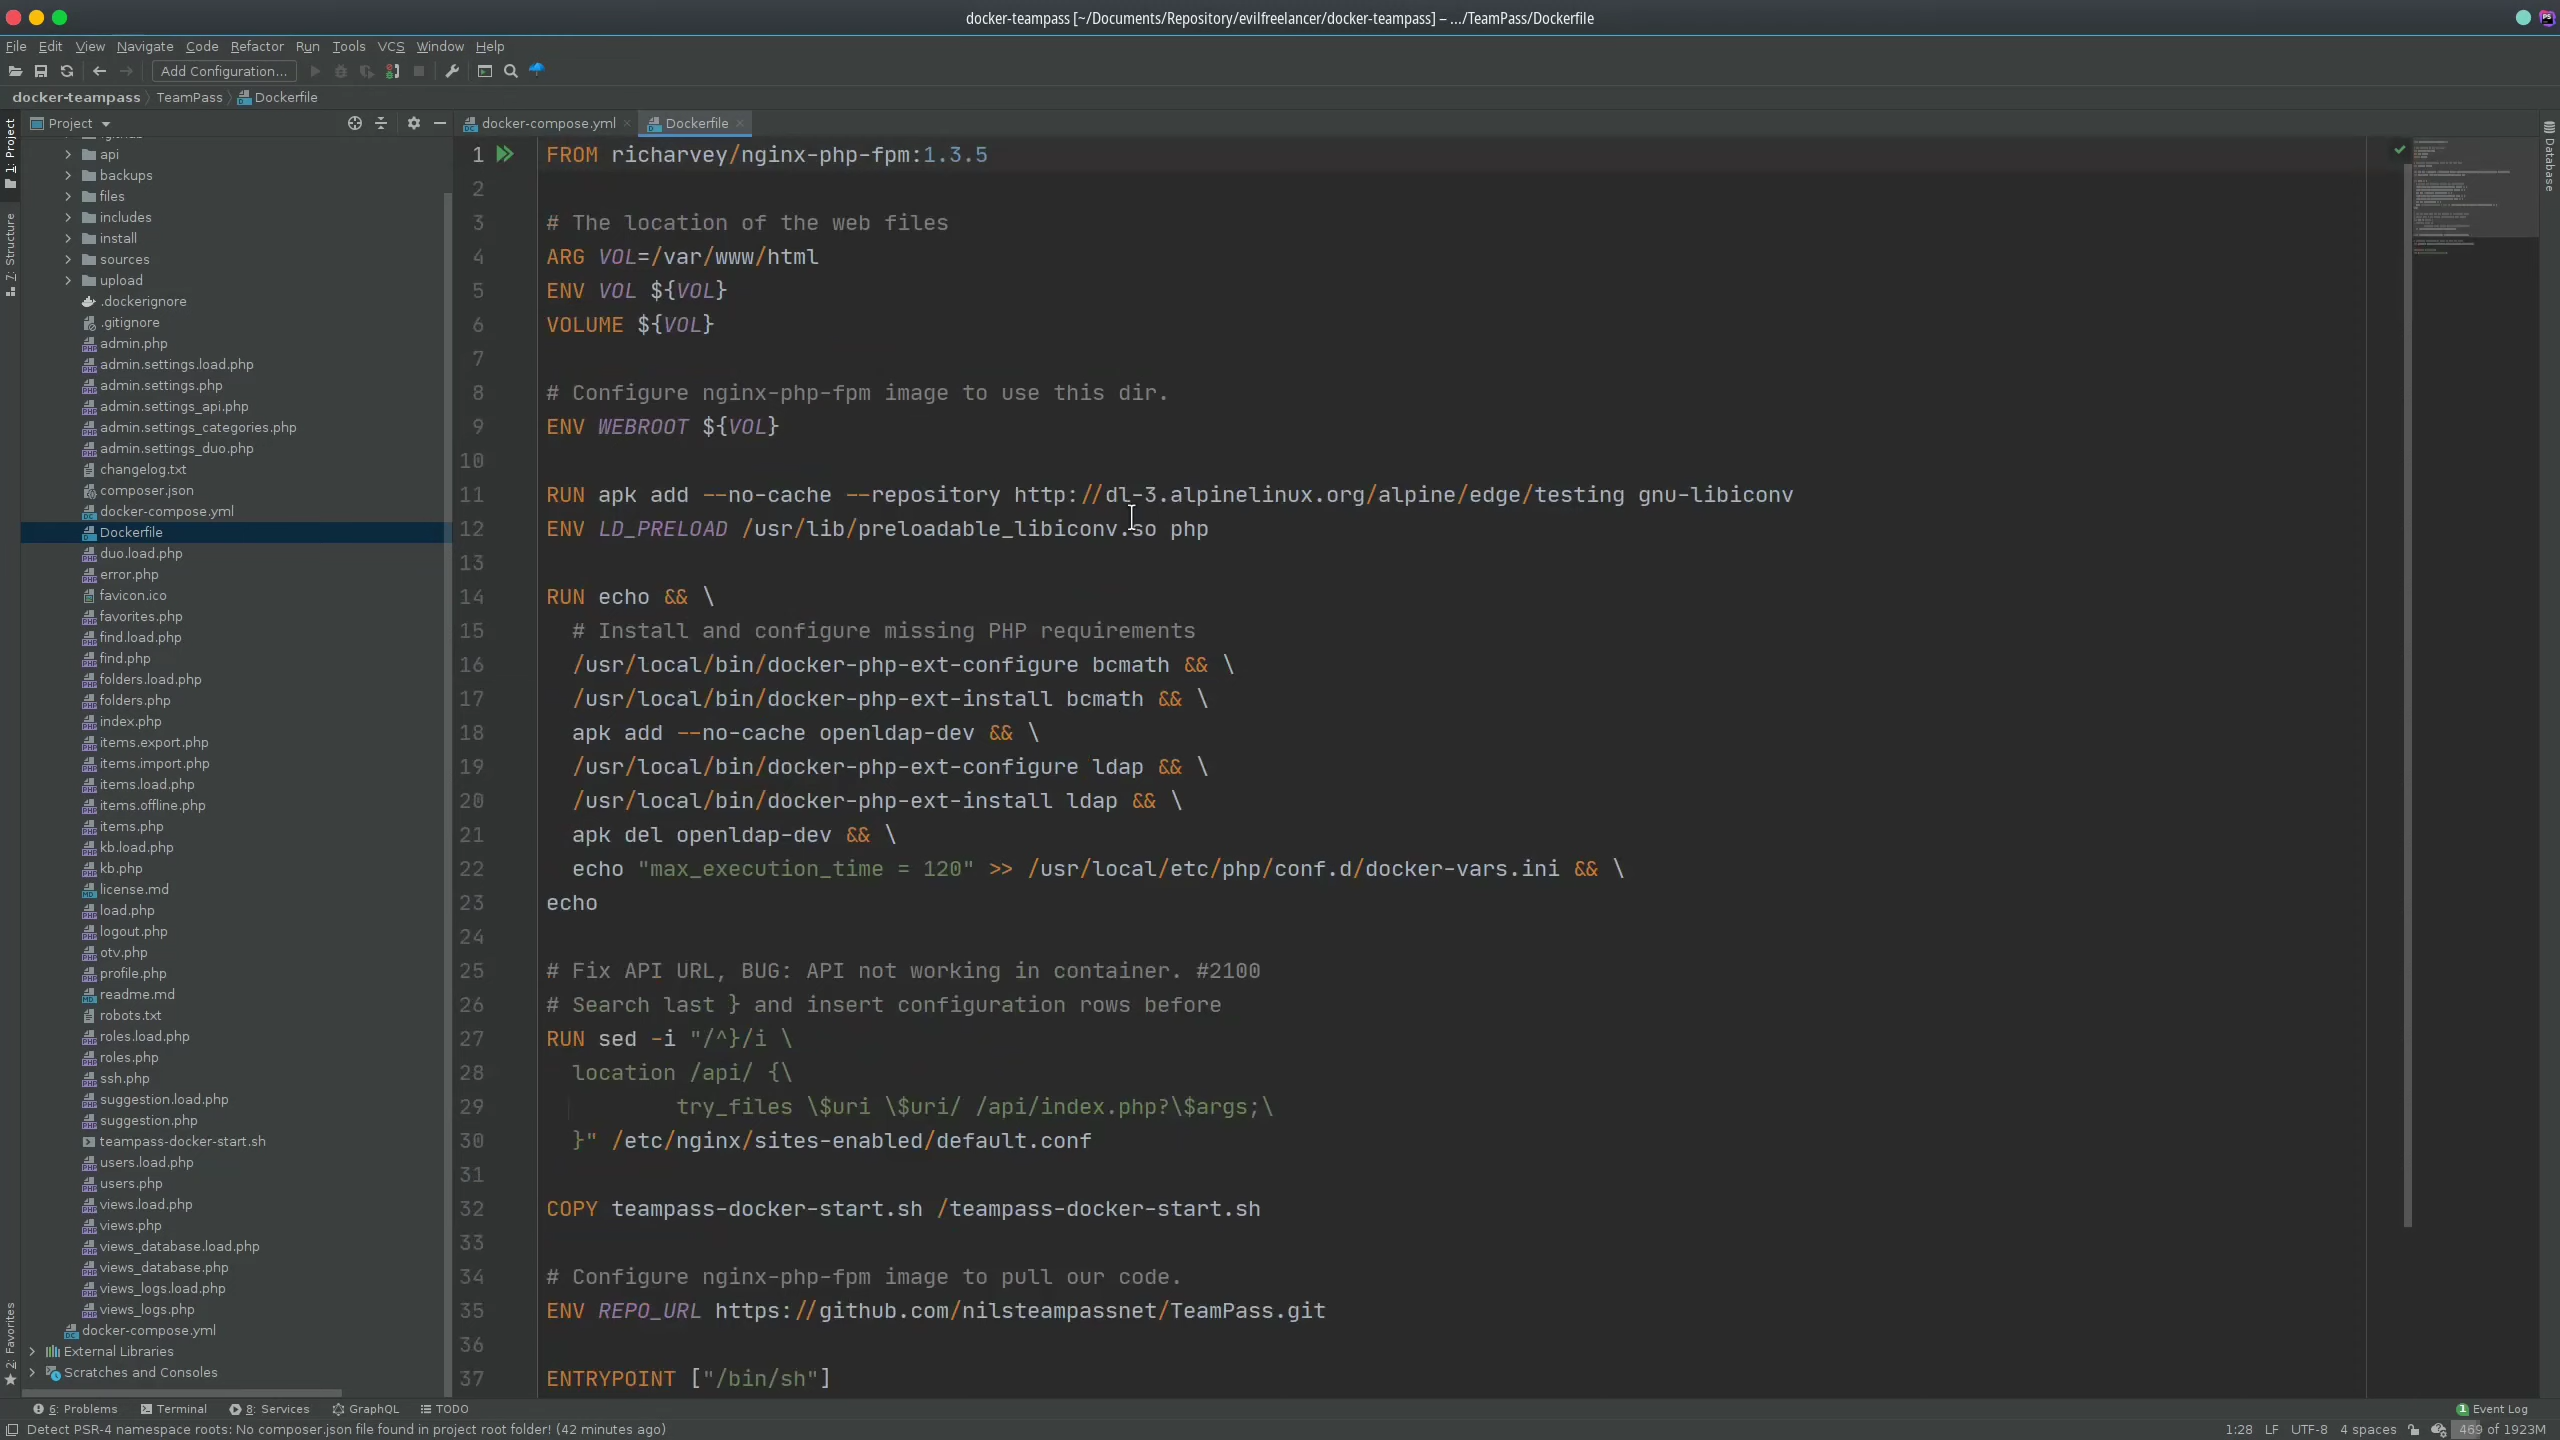 docker-teampass [~/Documents/Repository/evilfreelancer/docker-teampass] – .../TeamPass/Dockerfile
File Edit View Navigate Code Refactor Run Tools VCS Window Help
Add Configuration...
docker-teampass TeamPass Dockerfile
1: Project
7: Structure
2: Favorites
Database
Project
api
backups
files
includes
install
sources
upload
.dockerignore
.gitignore
admin.php
admin.settings.load.php
admin.settings.php
admin.settings_api.php
admin.settings_categories.php
admin.settings_duo.php
changelog.txt
composer.json
docker-compose.yml
Dockerfile
duo.load.php
error.php
favicon.ico
favorites.php
find.load.php
find.php
folders.load.php
folders.php
index.php
items.export.php
items.import.php
items.load.php
items.offline.php
items.php
kb.load.php
kb.php
license.md
load.php
logout.php
otv.php
profile.php
readme.md
robots.txt
roles.load.php
roles.php
ssh.php
suggestion.load.php
suggestion.php
teampass-docker-start.sh
users.load.php
users.php
views.load.php
views.php
views_database.load.php
views_database.php
views_logs.load.php
views_logs.php
docker-compose.yml
External Libraries
Scratches and Consoles
docker-compose.yml Dockerfile
1 FROM richarvey/nginx-php-fpm:1.3.5
2
3 # The location of the web files
4 ARG VOL=/var/www/html
5 ENV VOL ${VOL}
6 VOLUME ${VOL}
7
8 # Configure nginx-php-fpm image to use this dir.
9 ENV WEBROOT ${VOL}
10
11 RUN apk add --no-cache --repository http://dl-3.alpinelinux.org/alpine/edge/testing gnu-libiconv
12 ENV LD_PRELOAD /usr/lib/preloadable_libiconv.so php
13
14 RUN echo && \
15 # Install and configure missing PHP requirements
16 /usr/local/bin/docker-php-ext-configure bcmath && \
17 /usr/local/bin/docker-php-ext-install bcmath && \
18 apk add --no-cache openldap-dev && \
19 /usr/local/bin/docker-php-ext-configure ldap && \
20 /usr/local/bin/docker-php-ext-install ldap && \
21 apk del openldap-dev && \
22 echo "max_execution_time = 120" >> /usr/local/etc/php/conf.d/docker-vars.ini && \
23 echo
24
25 # Fix API URL, BUG: API not working in container. #2100
26 # Search last } and insert configuration rows before
27 RUN sed -i "/^}/i \
28 location /api/ {\
29 try_files \$uri \$uri/ /api/index.php?\$args;\
30 }" /etc/nginx/sites-enabled/default.conf
31
32 COPY teampass-docker-start.sh /teampass-docker-start.sh
33
34 # Configure nginx-php-fpm image to pull our code.
35 ENV REPO_URL https://github.com/nilsteampassnet/TeamPass.git
36
37 ENTRYPOINT ["/bin/sh"]
6: Problems Terminal 8: Services GraphQL TODO 1 Event Log
Detect PSR-4 namespace roots: No composer.json file found in project root folder! (42 minutes ago) 1:28 LF UTF-8 4 spaces 469 of 1923M